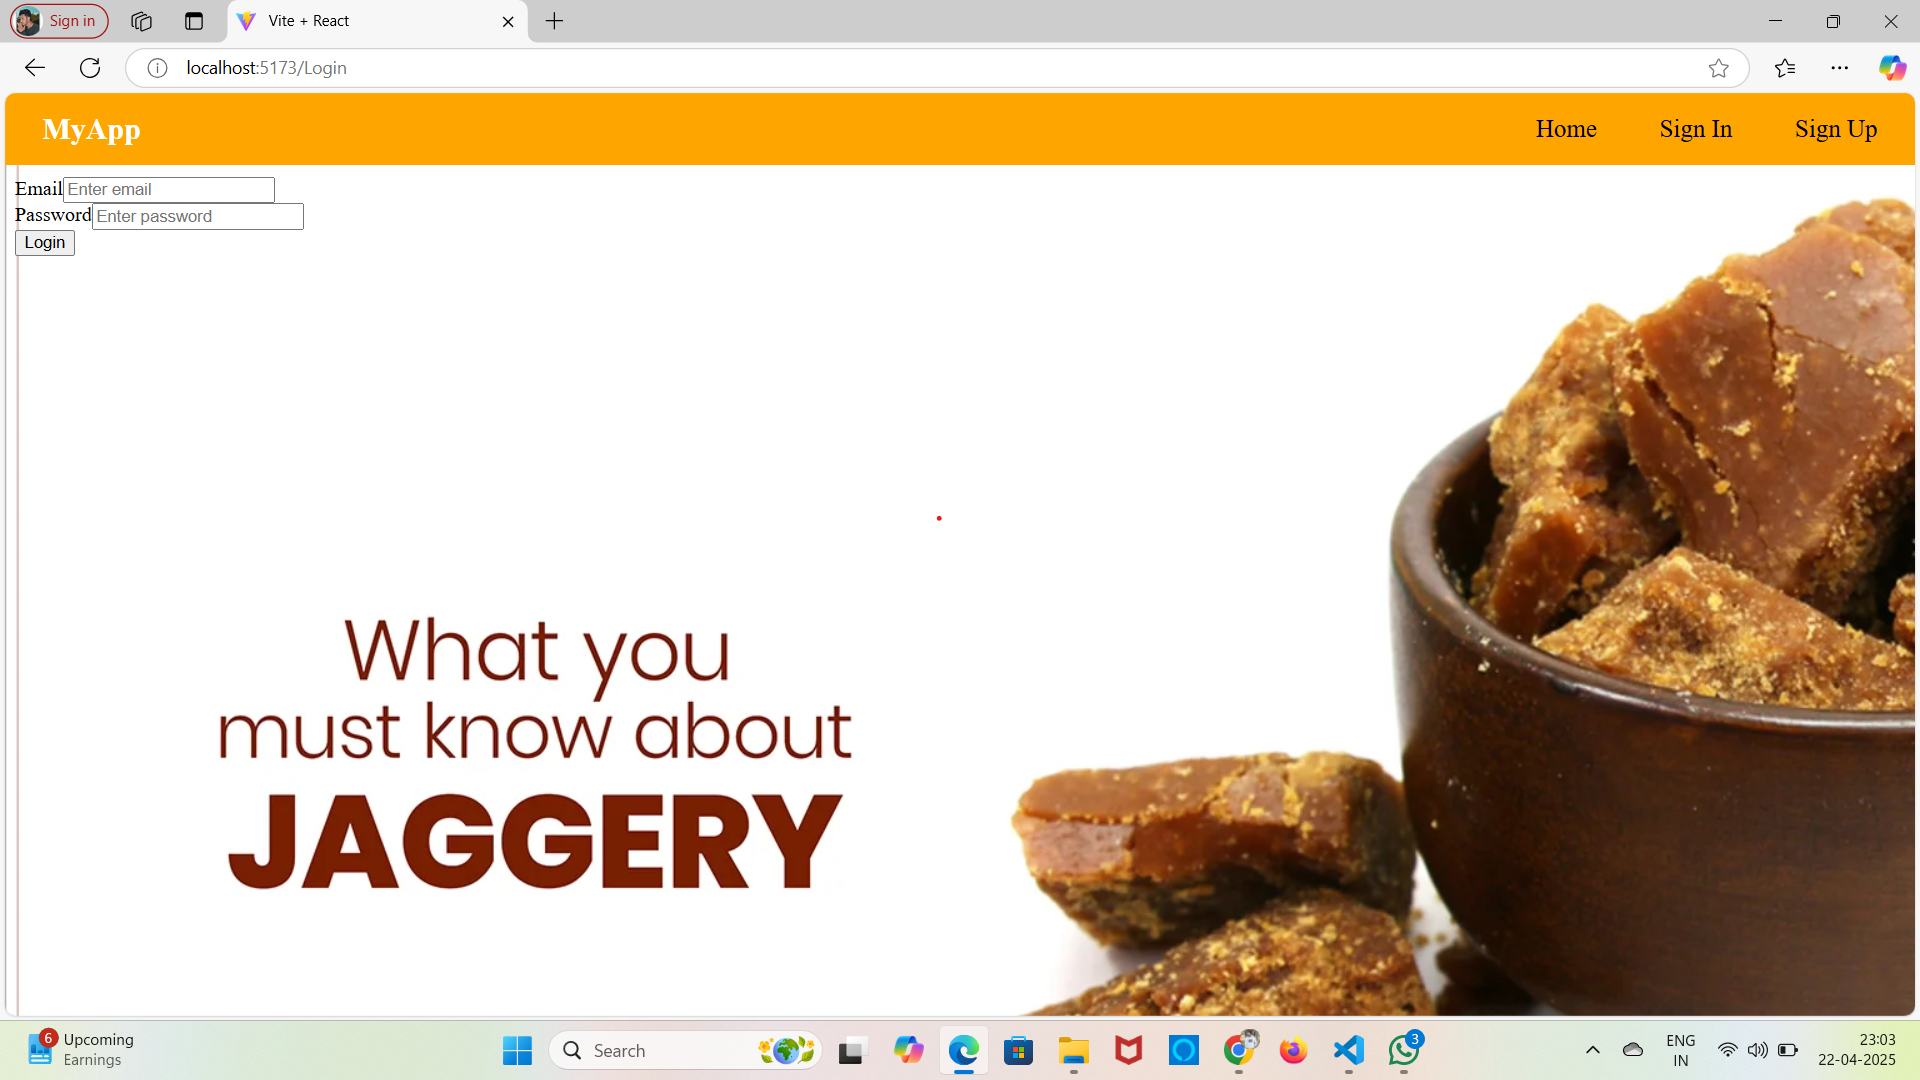 Sign in
Vite + React
localhost:5173/Login
MyApp
Home
Sign In
Sign Up
Email
Enter email
Password
Enter password
Login
What you
must know about
JAGGERY
6
Upcoming
Earnings
Search
3
ENG
IN
23:03
22-04-2025